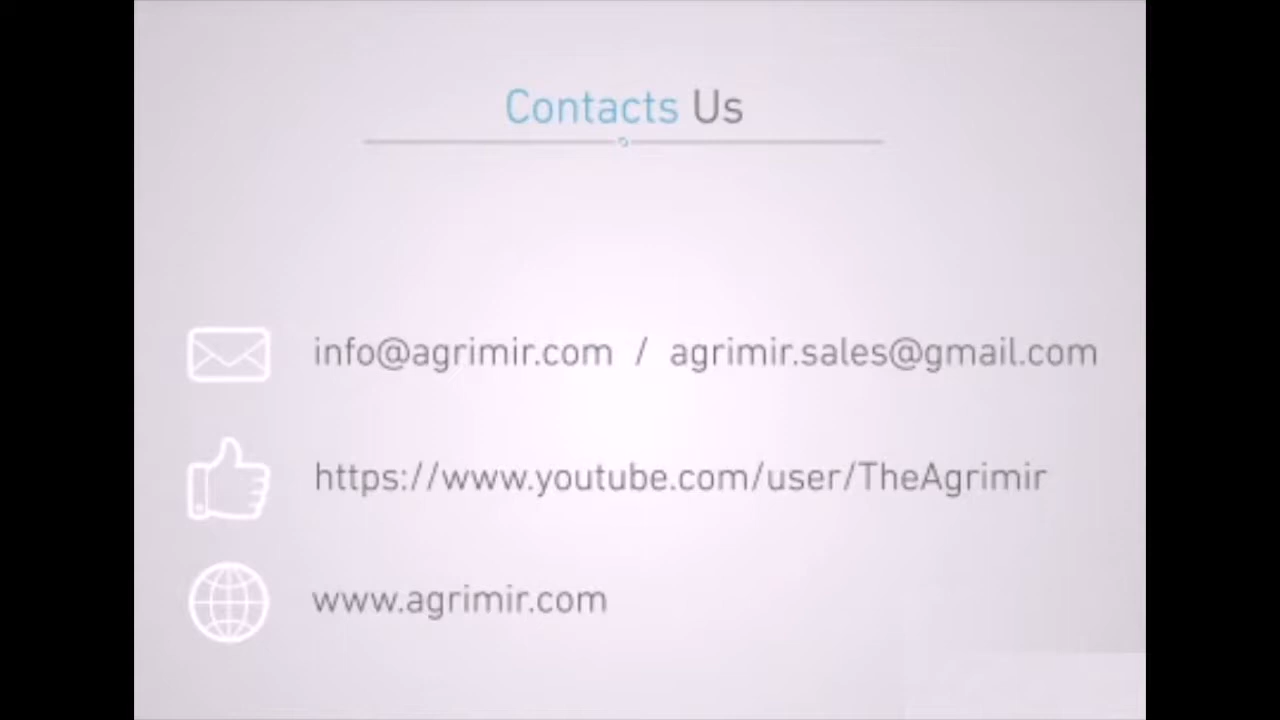 Contacts Us
info@agrimir.com / agrimir.sales@gmail.com
https://www.youtube.com/user/TheAgrimir
www.agrimir.com